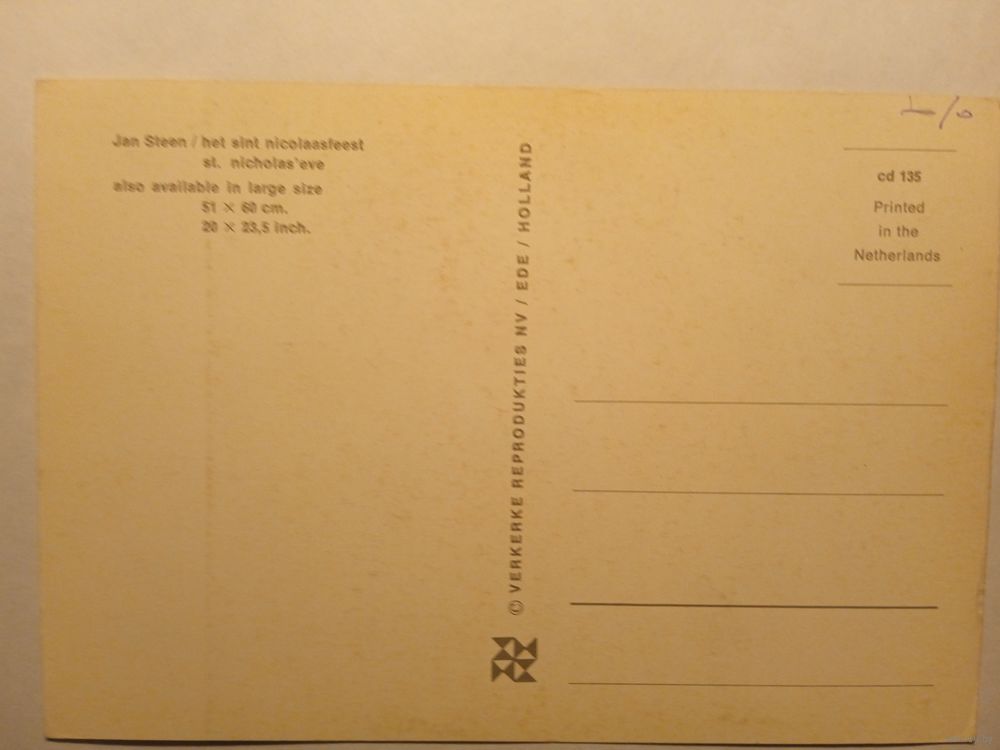 Jan Steen / het sint nicolaasfeest
st. nicholas'eve
also available in large size
51 × 60 cm.
20 × 23,5 inch.
© VERKERKE REPRODUKTIES NV / EDE / HOLLAND
cd 135
Printed
in the
Netherlands